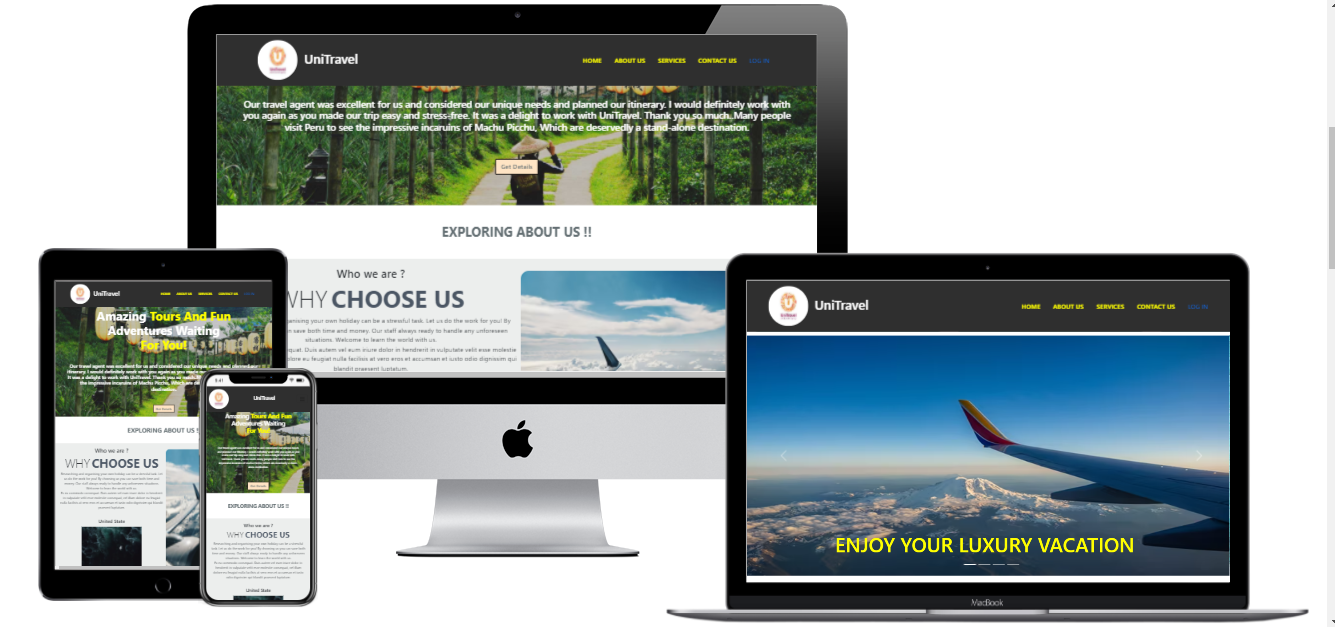 UniTravel
HOME ABOUT US SERVICES CONTACT US LOG IN
Our travel agent was excellent for us and considered our unique needs and planned our itinerary. I would definitely work with
you again as you made our trip easy and stress-free. It was a delight to work with UniTravel. Thank you so much..Many people
visit Peru to see the impressive incaruins of Machu Picchu, Which are deservedly a stand-alone destination.
Get Details
EXPLORING ABOUT US !!
Who we are ?
WHY CHOOSE US
anising your own holiday can be a stressful task. Let us do the work for you! By
save both time and money. Our staff always ready to handle any unforeseen
situations. Welcome to learn the world with us.
quat. Duis autem vel eum iriure dolor in hendrerit in vulputate velit esse molestie
olore eu feugiat nulla facilisis at vero eros et accumsan et iusto odio dignissim qui
blandit praesent luptatum.
UniTravel
HOME ABOUT US SERVICES CONTACT US
Amazing Tours And Fun
Adventures Waiting
For You!
Our travel agent was excellent for us and considered our unique needs and planned our
itinerary. I would definitely work with you again as you made our trip easy and stress-free.
It was a delight to work with UniTravel. Thank you so much..Many people
the impressive incaruins of Machu Picchu, Which are
destination.
Get Details
EXPLORING ABOUT US !
Who we are ?
WHY CHOOSE US
United State
9:41
UniTravel
Amazing Tours And Fun
Adventures Waiting
For You!
Get Details
EXPLORING ABOUT US !!
Who we are ?
WHY CHOOSE US
United State
UniTravel
HOME ABOUT US SERVICES CONTACT US LOG IN
ENJOY YOUR LUXURY VACATION
MacBook